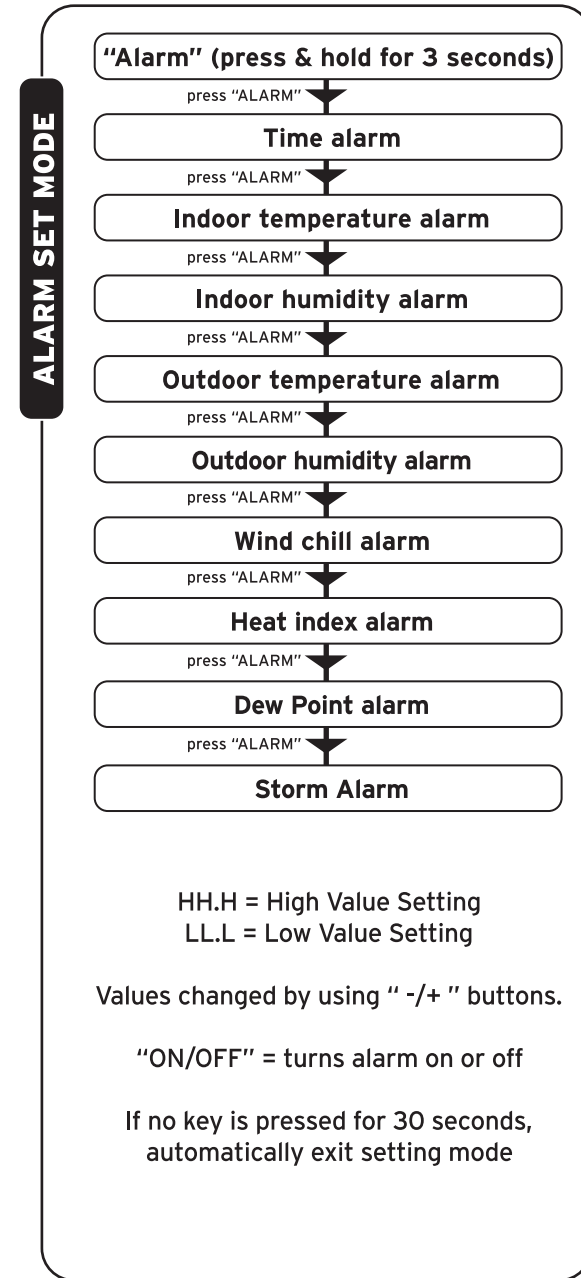 ALARM SET MODE
“Alarm” (press & hold for 3 seconds)
press “ALARM”
Time alarm
press “ALARM”
Indoor temperature alarm
press “ALARM”
Indoor humidity alarm
press “ALARM”
Outdoor temperature alarm
press “ALARM”
Outdoor humidity alarm
press “ALARM”
Wind chill alarm
press “ALARM”
Heat index alarm
press “ALARM”
Dew Point alarm
press “ALARM”
Storm Alarm
HH.H = High Value Setting
LL.L = Low Value Setting
Values changed by using “ -/+ ” buttons.
“ON/OFF” = turns alarm on or off
If no key is pressed for 30 seconds,
automatically exit setting mode